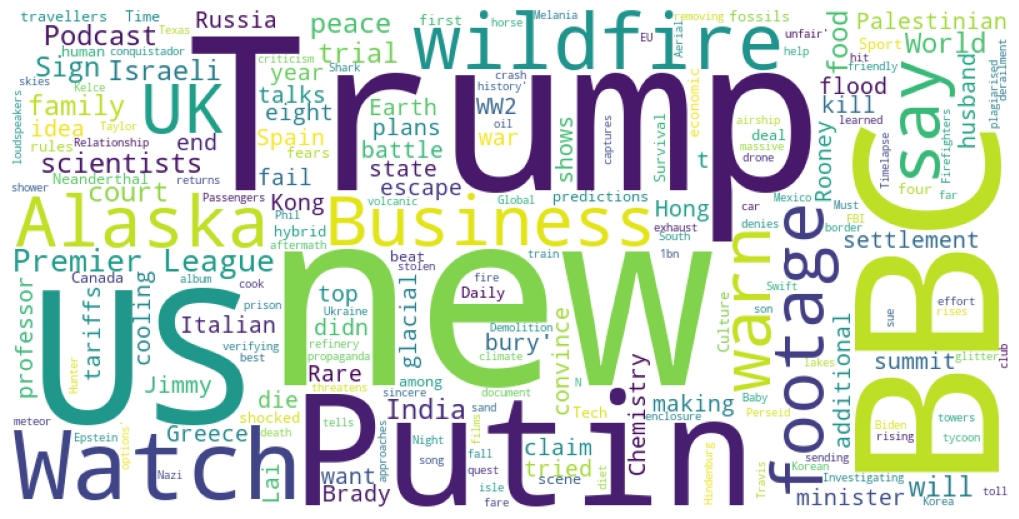 travellers
Time
Texas
Podcast
human
conquistador
Russia
peace
first
horse
Melania
EU
removing
Aerial
unfair'
fossils
Palestinian
Sport
World
food
hit
friendly
plagiarised
derailment
trial
wildfire
Trump
criticism
Shark
history'
crash
help
Sign
Israeli
Kelce
UK
year
talks
eight
Earth
WW2
oil
economic
airship
massive
drone
deal
learned
flood
kill
say
husband
loudspeakers
family
Taylor
idea
rules
Relationship
end
Spain
fears
plans
battle
war
captures
shows
Survival
t
Rooney
Timelapse
four
Firefighters
far
skies
scientists
fail
state
escape
Neanderthal
court
returns
shower
Passengers
Kong
Phil
volcanic
Global
predictions
Hong
Mexico
car
denies
Must
FBI
border
BBC
Alaska
Business
hybrid
aftermath
South
exhaust
settlement
Premier League
beat
stolen
train
1bn
warn
footage
Canada
album
cook
new
US
cooling
tariffs
professor
prison
Italian
verifying
best
top
Ukraine
didn
refinery
propaganda
fire
Daily
glacial
Demolition
bury'
climate
convince
Culture
Swift
son
lakes
additional
sue
effort
rises
summit
glitter
club
Jimmy
Hunter
Rare
threatens
among
document
N
sincere
die
shocked
India
making
Chemistry
Tech
enclosure
Baby
Perseid
Biden
rising
towers
tycoon
meteor
Watch
Epstein
options'
Nazi
Greece
death
Lai
tells
want
Brady
Putin
approaches
Night
song
sand
films
fall
quest
diet
isle
fare
claim
tried
scene
Hindenburg
Travis
Korean
sending
Investigating
Korea
minister
will
toll